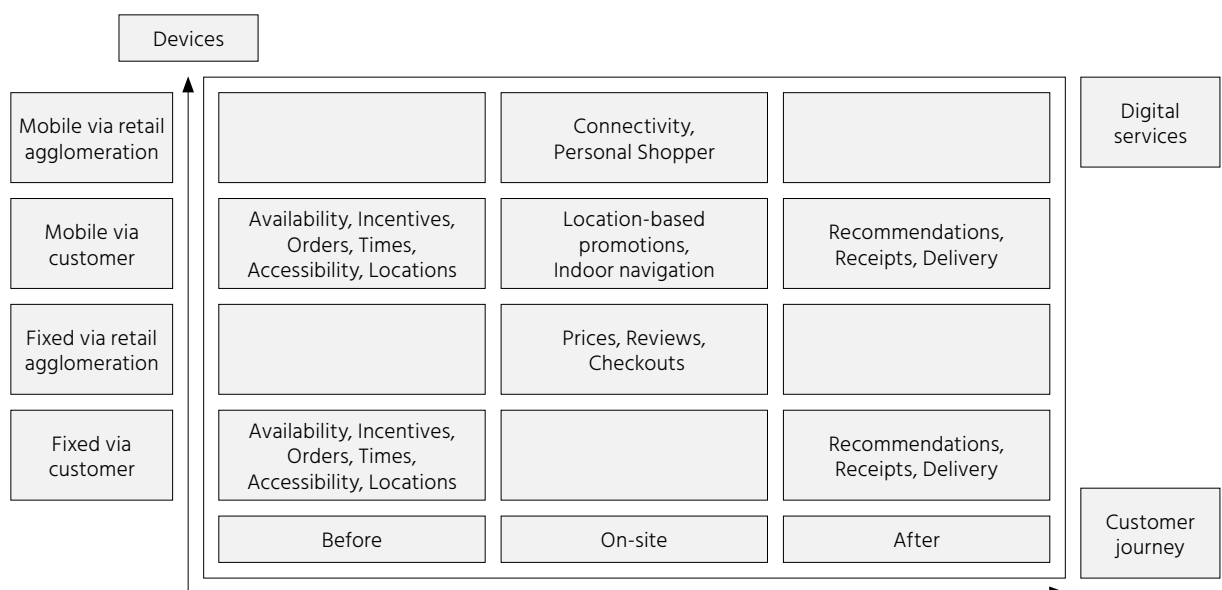 Devices
Mobile via retail
agglomeration
Connectivity,
Personal Shopper
Digital
services
Mobile via
customer
Availability, Incentives,
Orders, Times,
Accessibility, Locations
Location-based
promotions,
Indoor navigation
Recommendations,
Receipts, Delivery
Fixed via retail
agglomeration
Prices, Reviews,
Checkouts
Fixed via
customer
Availability, Incentives,
Orders, Times,
Accessibility, Locations
Recommendations,
Receipts, Delivery
Before
On-site
After
Customer
journey